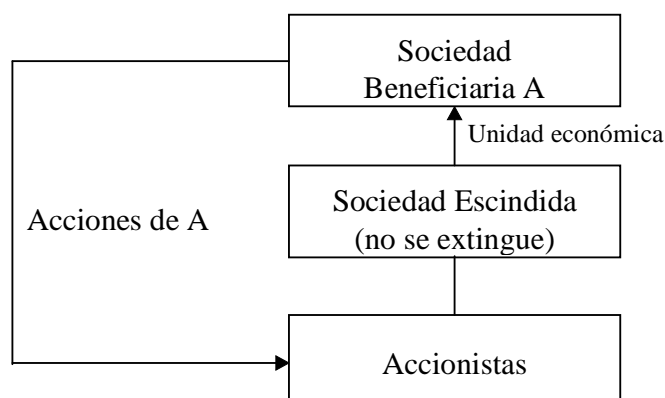 Sociedad
Beneficiaria A
Unidad económica
Acciones de A
Sociedad Escindida
(no se extingue)
Accionistas